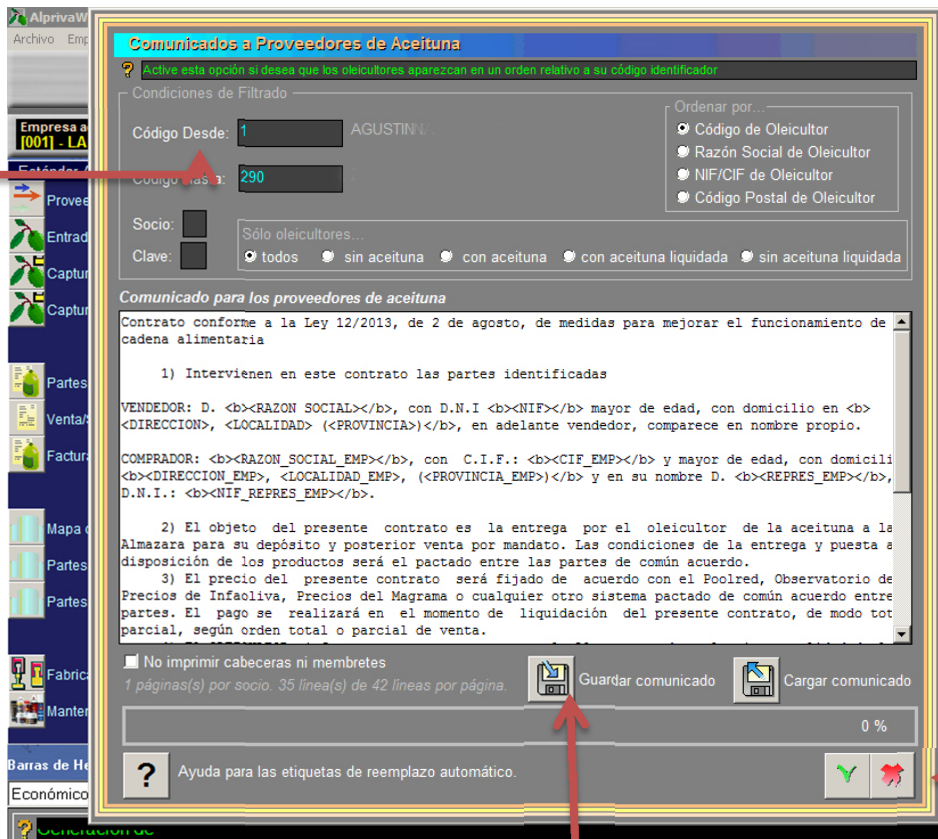 AlprivaW
Archivo Emp
Comunicados a Proveedores de Aceituna
Active esta opción si desea que los oleicultores aparezcan en un orden relativo a su código identificador
Condiciones de Filtrado
Ordenar por...
Código Desde: 1 AGUSTIN
Código de Oleicultor
Razón Social de Oleicultor
Código Hasta: 290
NIF/CIF de Oleicultor
Código Postal de Oleicultor
Socio:
Sólo oleicultores...
Clave:
todos sin aceituna con aceituna con aceituna liquidada sin aceituna liquidada
Comunicado para los proveedores de aceituna
Contrato conforme a la Ley 12/2013, de 2 de agosto, de medidas para mejorar el funcionamiento de
cadena alimentaria
1) Intervienen en este contrato las partes identificadas
VENDEDOR: D. <b><RAZON SOCIAL></b>, con D.N.I <b><NIF></b> mayor de edad, con domicilio en <b>
<DIRECCION>, <LOCALIDAD> (<PROVINCIA>)</b>, en adelante vendedor, comparece en nombre propio.
COMPRADOR: <b><RAZON_SOCIAL_EMP></b>, con C.I.F.: <b><CIF_EMP></b> y mayor de edad, con domicili
<b><DIRECCION_EMP>, <LOCALIDAD_EMP>, (<PROVINCIA_EMP>)</b> y en su nombre D. <b><REPRES_EMP></b>,
D.N.I.: <b><NIF_REPRES_EMP></b>.
2) El objeto del presente contrato es la entrega por el oleicultor de la aceituna a la
Almazara para su depósito y posterior venta por mandato. Las condiciones de la entrega y puesta a
disposición de los productos será el pactado entre las partes de común acuerdo.
3) El precio del presente contrato será fijado de acuerdo con el Poolred, Observatorio de
Precios de Infaoliva, Precios del Magrama o cualquier otro sistema pactado de común acuerdo entre
partes. El pago se realizará en el momento de liquidación del presente contrato, de modo tot
parcial, según orden total o parcial de venta.
No imprimir cabeceras ni membretes
1 páginas(s) por socio. 35 línea(s) de 42 lineas por página.
Guardar comunicado
Cargar comunicado
0 %
? Ayuda para las etiquetas de reemplazo automático.
Empresa a
[001] - LA
Estándar
Provee
Entrad
Captur
Captur
Partes
Venta/
Factur
Mapa
Partes
Partes
Fabric
Manter
Barras de He
Económico
Generación de